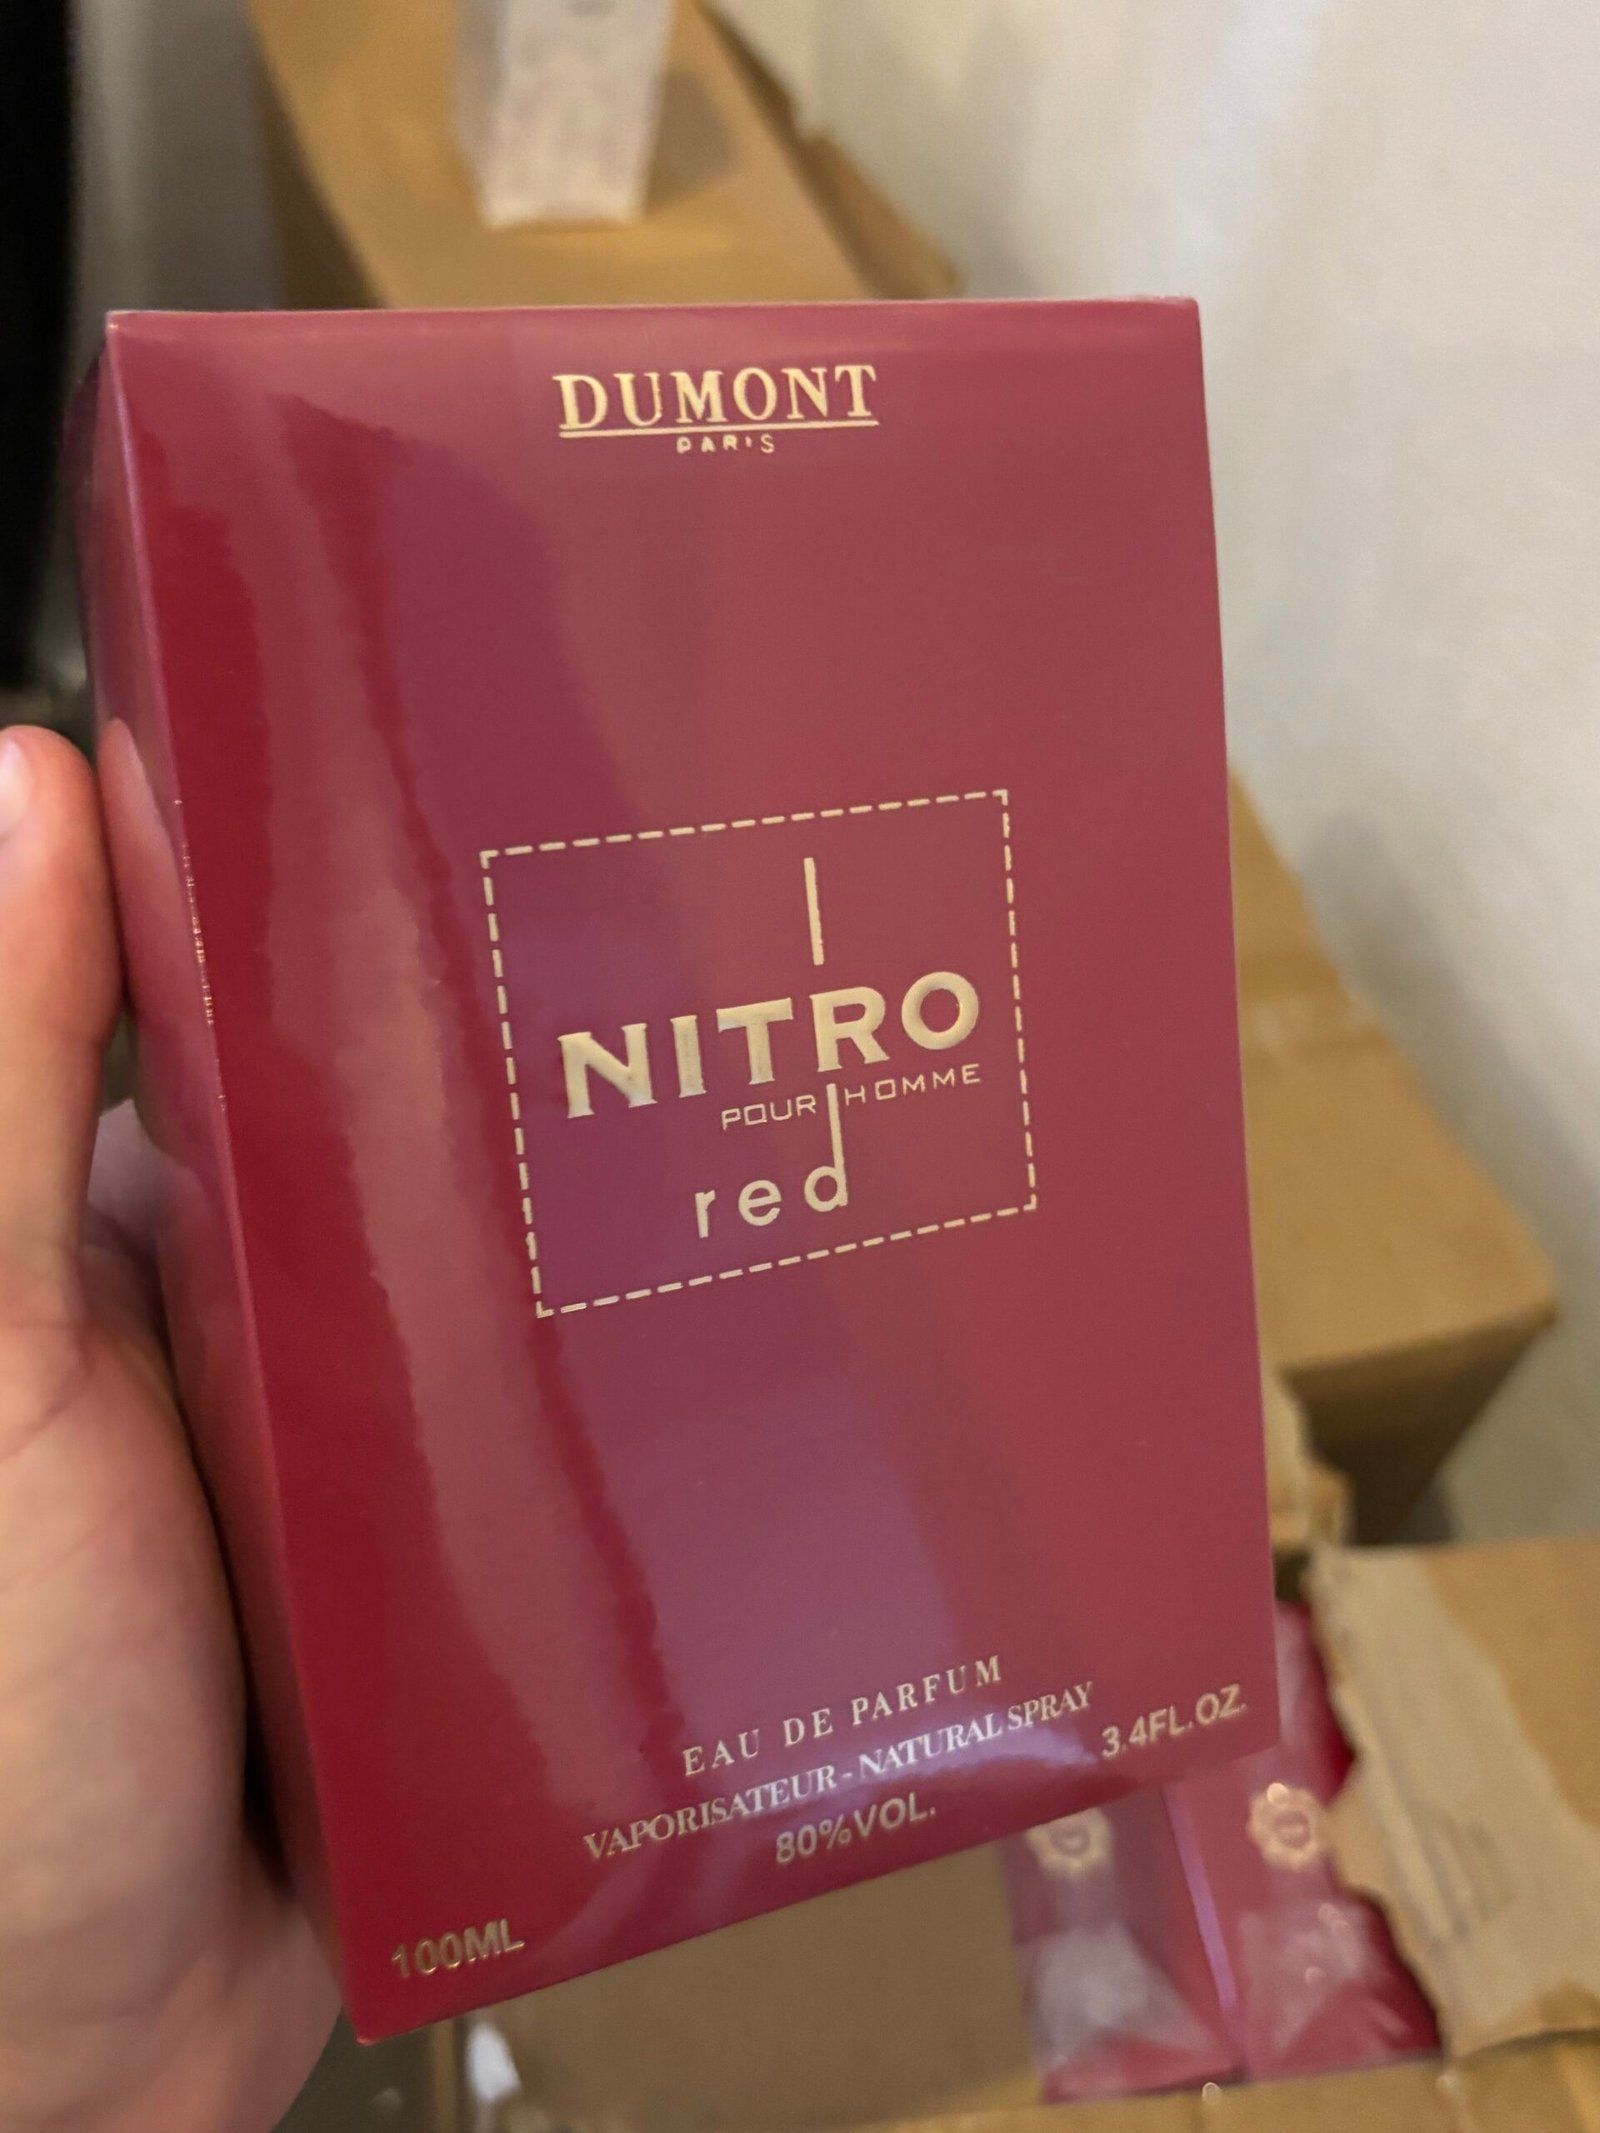 DUMONT
PARIS
NITRO
POUR HOMME
red
EAU DE PARFUM
VAPORISATEUR - NATURAL SPRAY
80%VOL.
3.4FL.OZ.
100ML